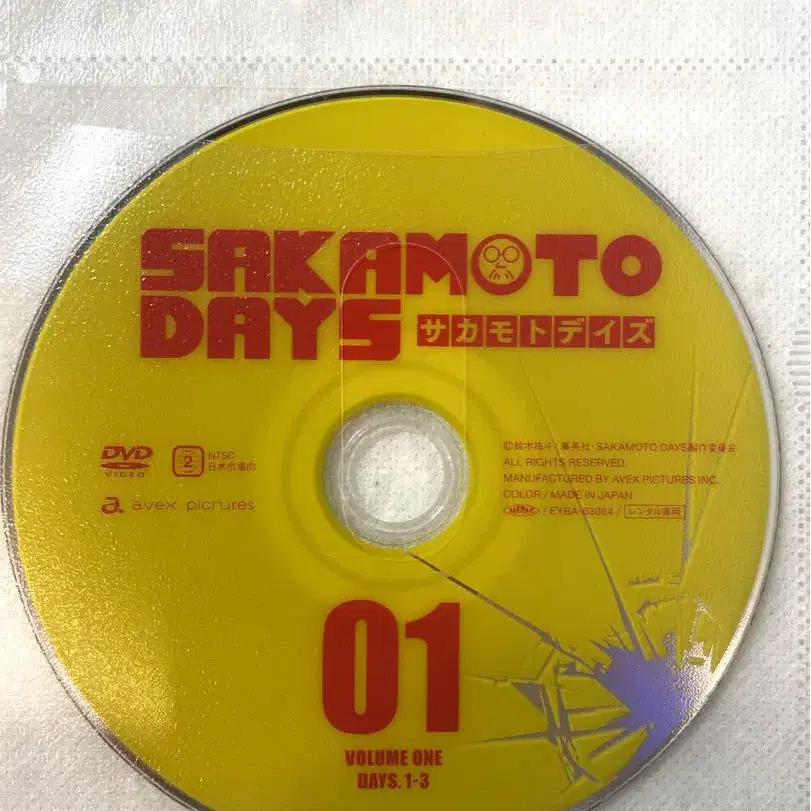 SAKAMOTO
DAYS サカモトデイズ
DVD
VIDEO
2
NTSC
日本市場向
avex pictures
©鈴木祐斗/集英社・SAKAMOTO DAYS製作委員会
ALL RIGHTS RESERVED.
MANUFACTURED BY AVEX PICTURES INC.
COLOR / MADE IN JAPAN
/ EYBA-63064 / レンタル専用
01
VOLUME ONE
DAYS. 1-3